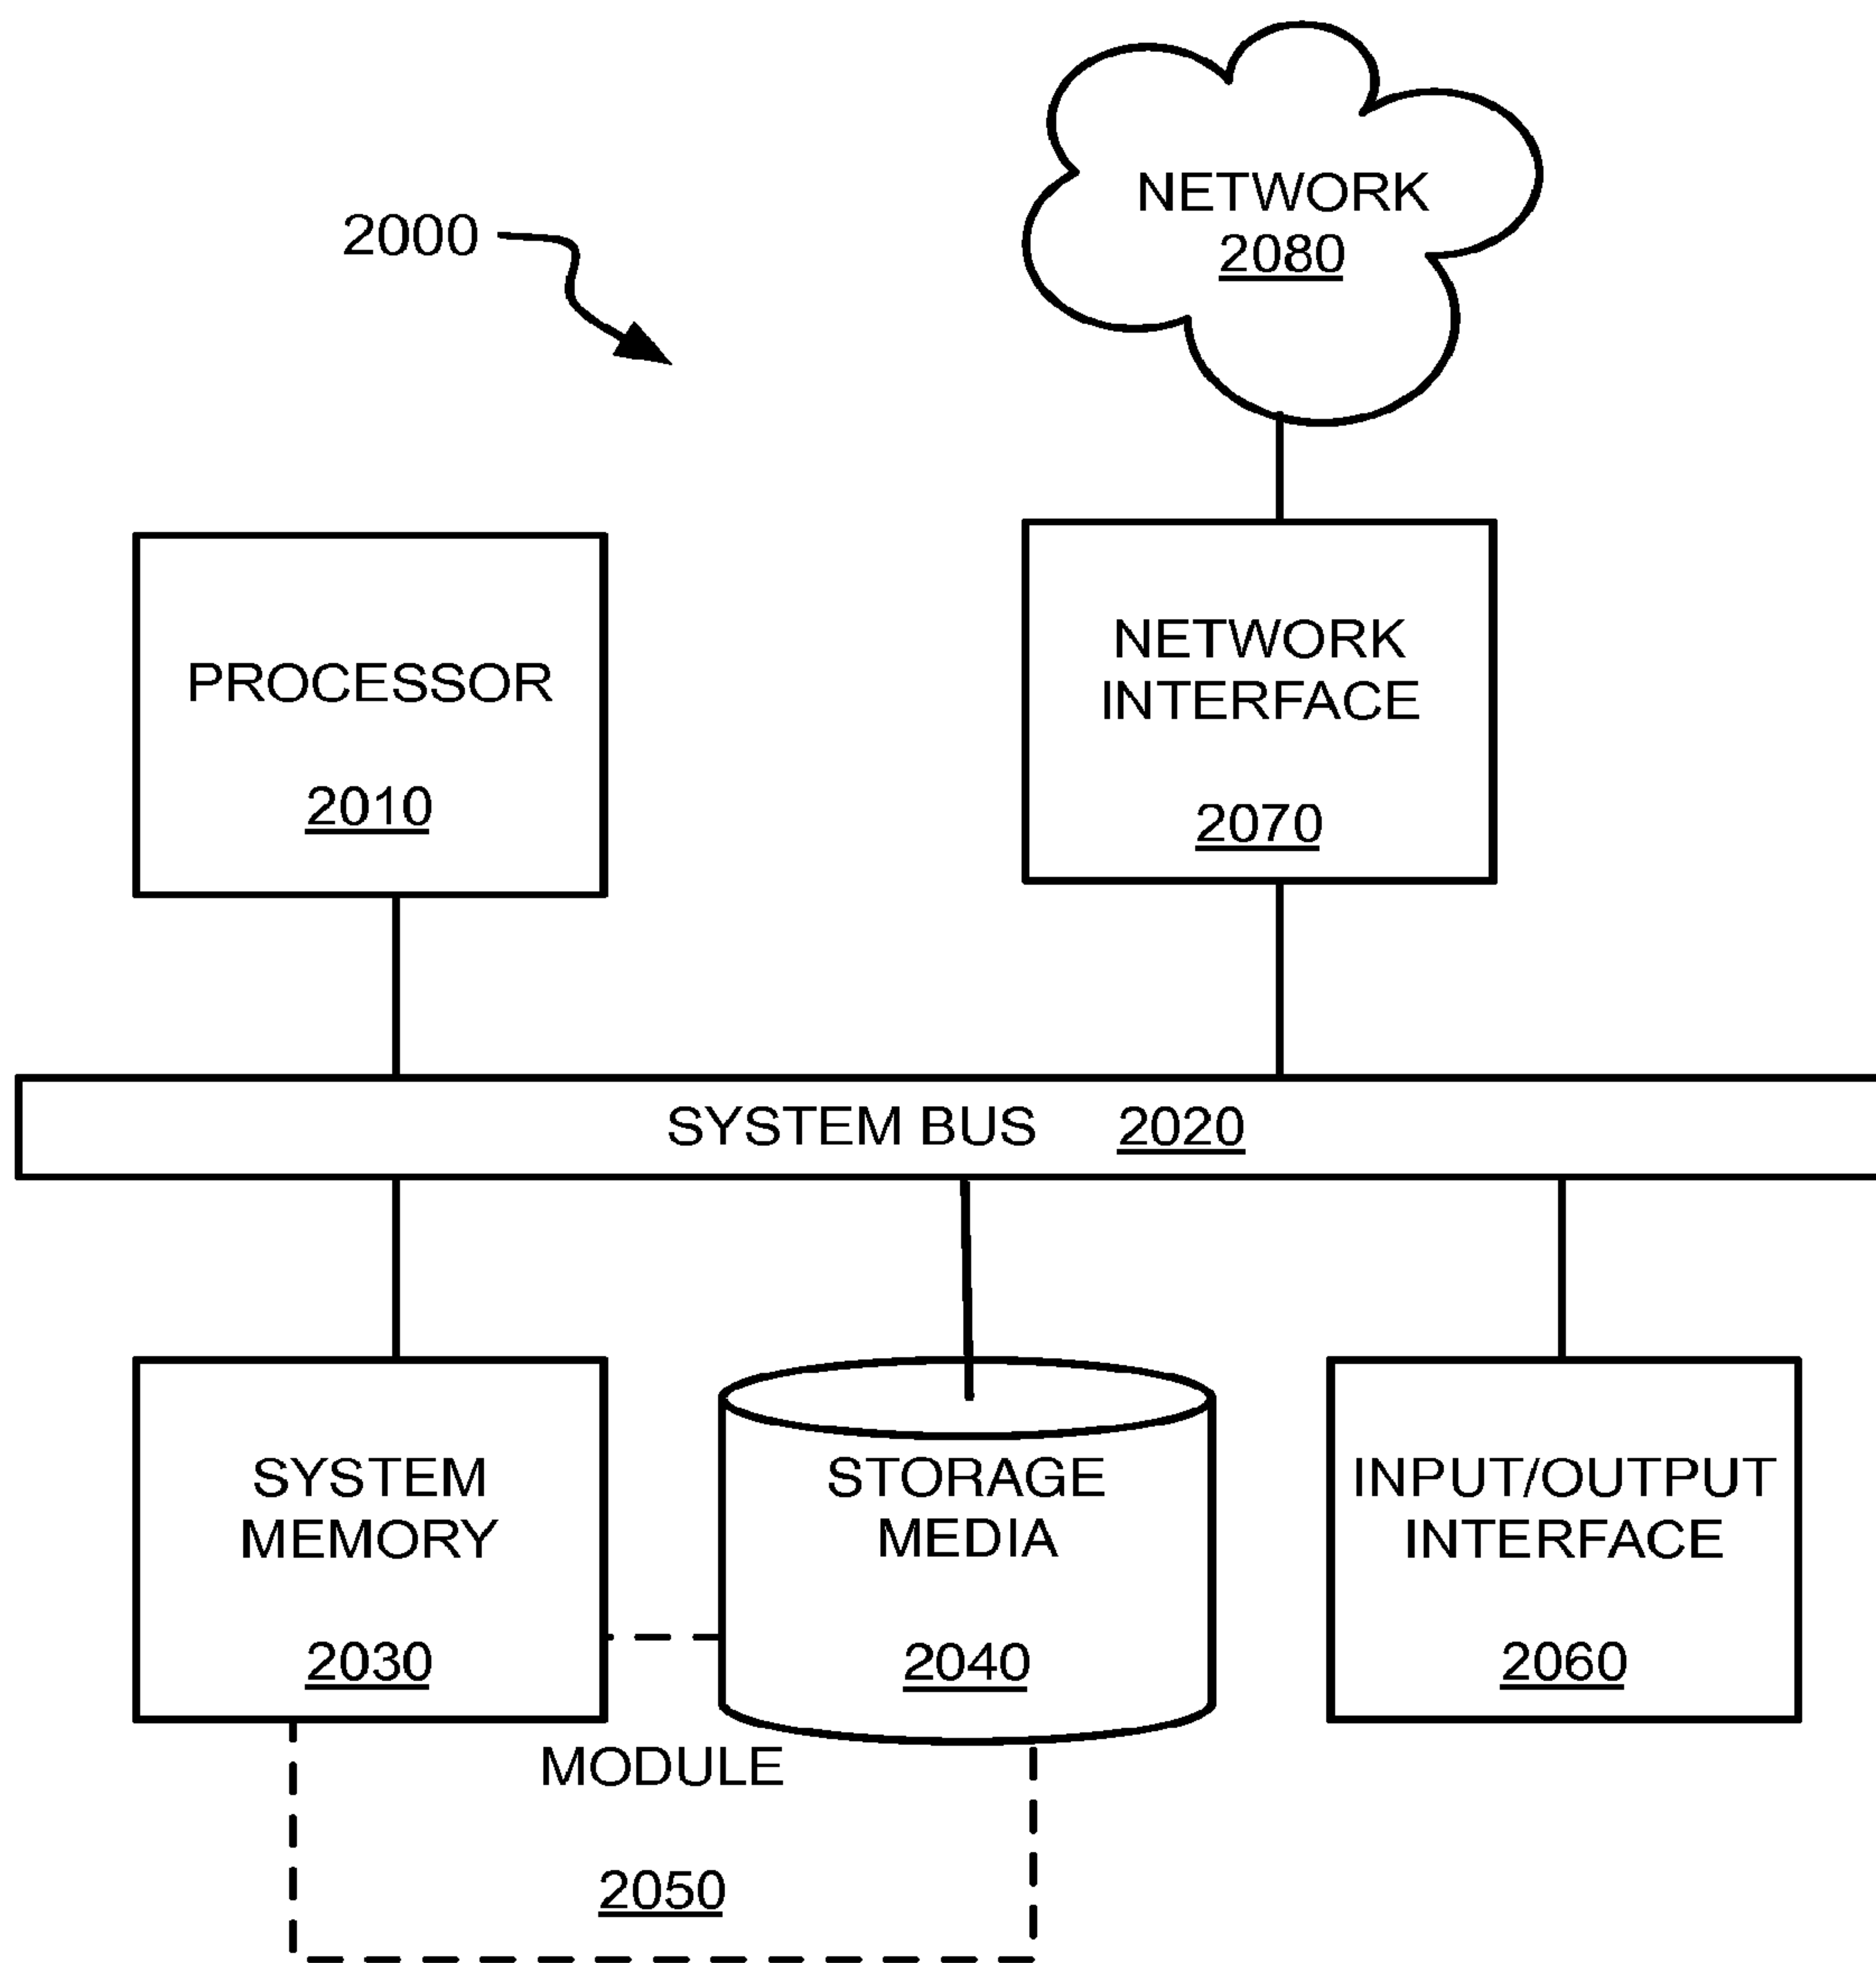 NETWORK
2080
2000
PROCESSOR
2010
NETWORK
INTERFACE
2070
SYSTEM BUS 2020
SYSTEM
MEMORY
2030
STORAGE
MEDIA
2040
INPUT/OUTPUT
INTERFACE
2060
MODULE
2050